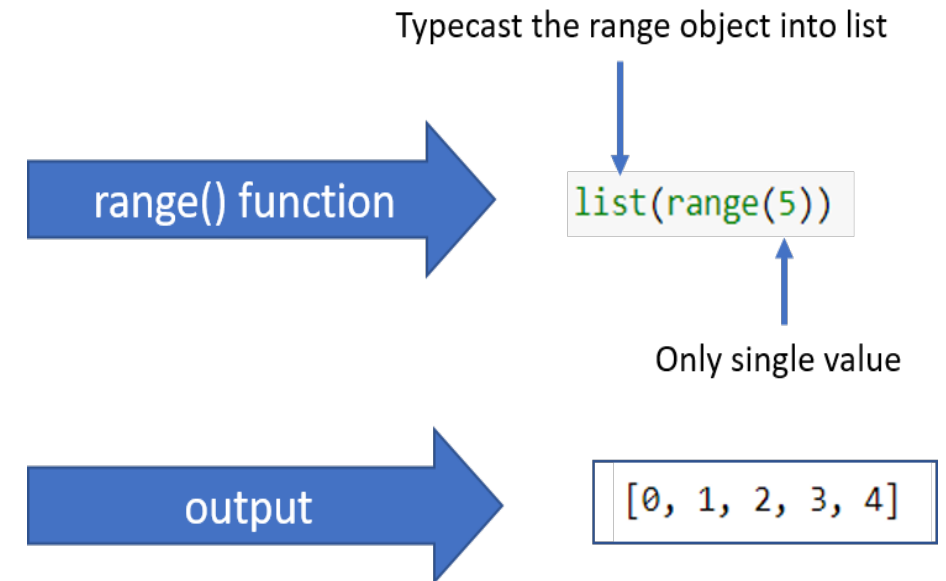 Typecast the range object into list
range() function
list(range(5))
Only single value
output
[0, 1, 2, 3, 4]